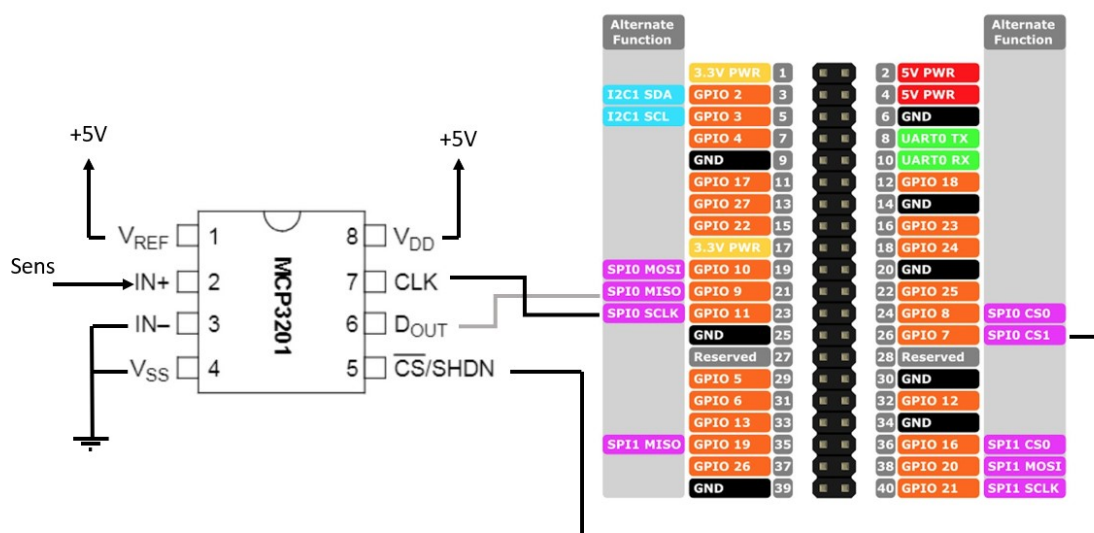 Alternate
Function
Alternate
Function
3.3V PWR 1 2 5V PWR
I2C1 SDA GPIO 2 3 4 5V PWR
I2C1 SCL GPIO 3 5 6 GND
GPIO 4 7 8 UART0 TX
GND 9 10 UART0 RX
GPIO 17 11 12 GPIO 18
GPIO 27 13 14 GND
GPIO 22 15 16 GPIO 23
3.3V PWR 17 18 GPIO 24
SPI0 MOSI GPIO 10 19 20 GND
SPI0 MISO GPIO 9 21 22 GPIO 25
SPI0 SCLK GPIO 11 23 24 GPIO 8 SPI0 CS0
GND 25 26 GPIO 7 SPI0 CS1
Reserved 27 28 Reserved
GPIO 5 29 30 GND
GPIO 6 31 32 GPIO 12
GPIO 13 33 34 GND
SPI1 MISO GPIO 19 35 36 GPIO 16 SPI1 CS0
GPIO 26 37 38 GPIO 20 SPI1 MOSI
GND 39 40 GPIO 21 SPI1 SCLK
+5V
+5V
VREF 1 8 VDD
Sens
IN+ 2 7 CLK
IN– 3 6 DOUT
VSS 4 5 C̅S̅/SHDN
MCP3201